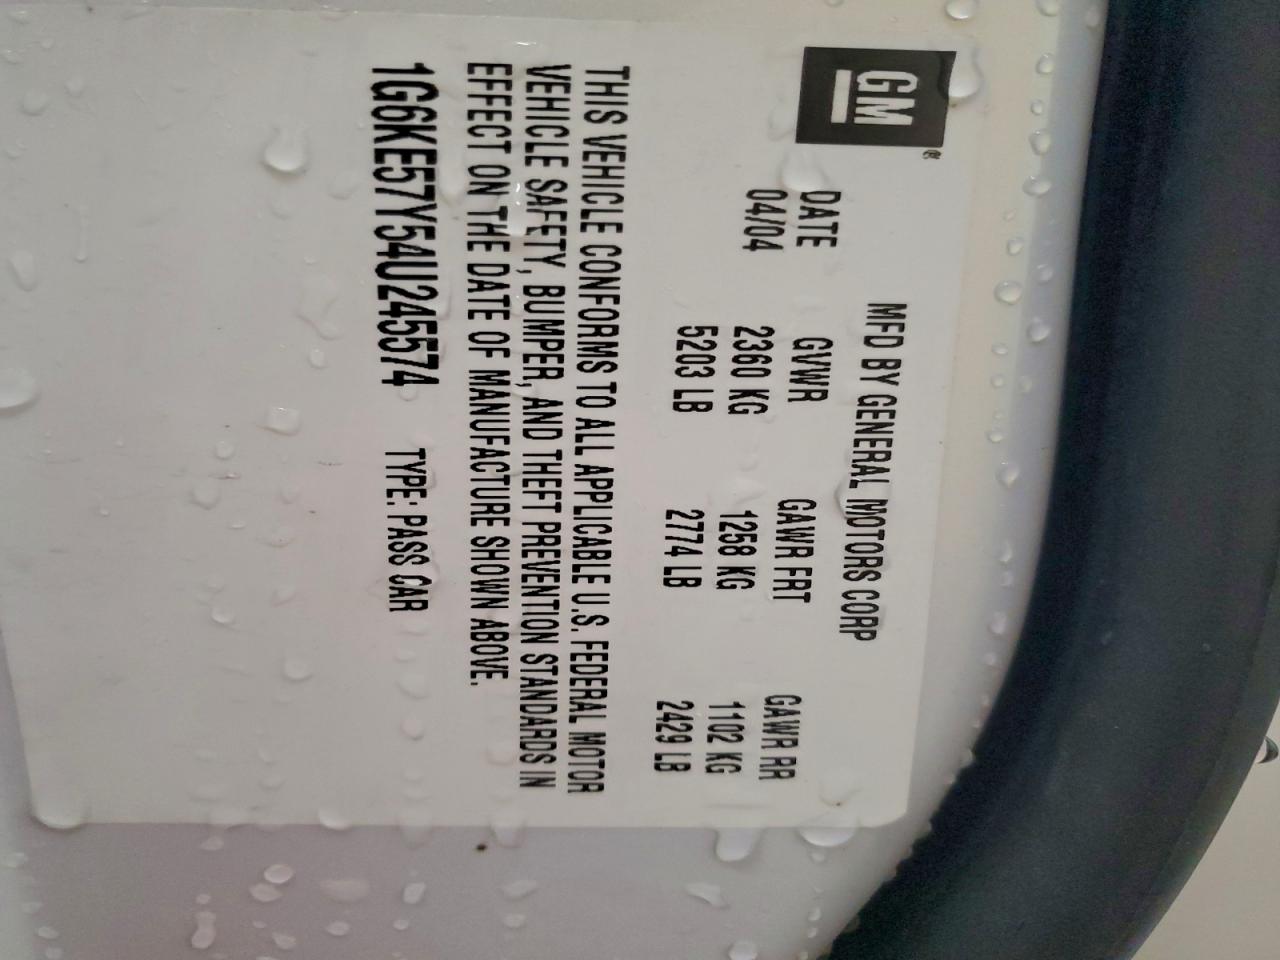 GM®
MFD BY GENERAL MOTORS CORP
DATE GVWR GAWR FRT GAWR RR
04/04 2360 KG 1258 KG 1102 KG
5203 LB 2774 LB 2429 LB
THIS VEHICLE CONFORMS TO ALL APPLICABLE U.S. FEDERAL MOTOR
VEHICLE SAFETY, BUMPER, AND THEFT PREVENTION STANDARDS IN
EFFECT ON THE DATE OF MANUFACTURE SHOWN ABOVE.
1G6KE57Y54U245574 TYPE: PASS CAR